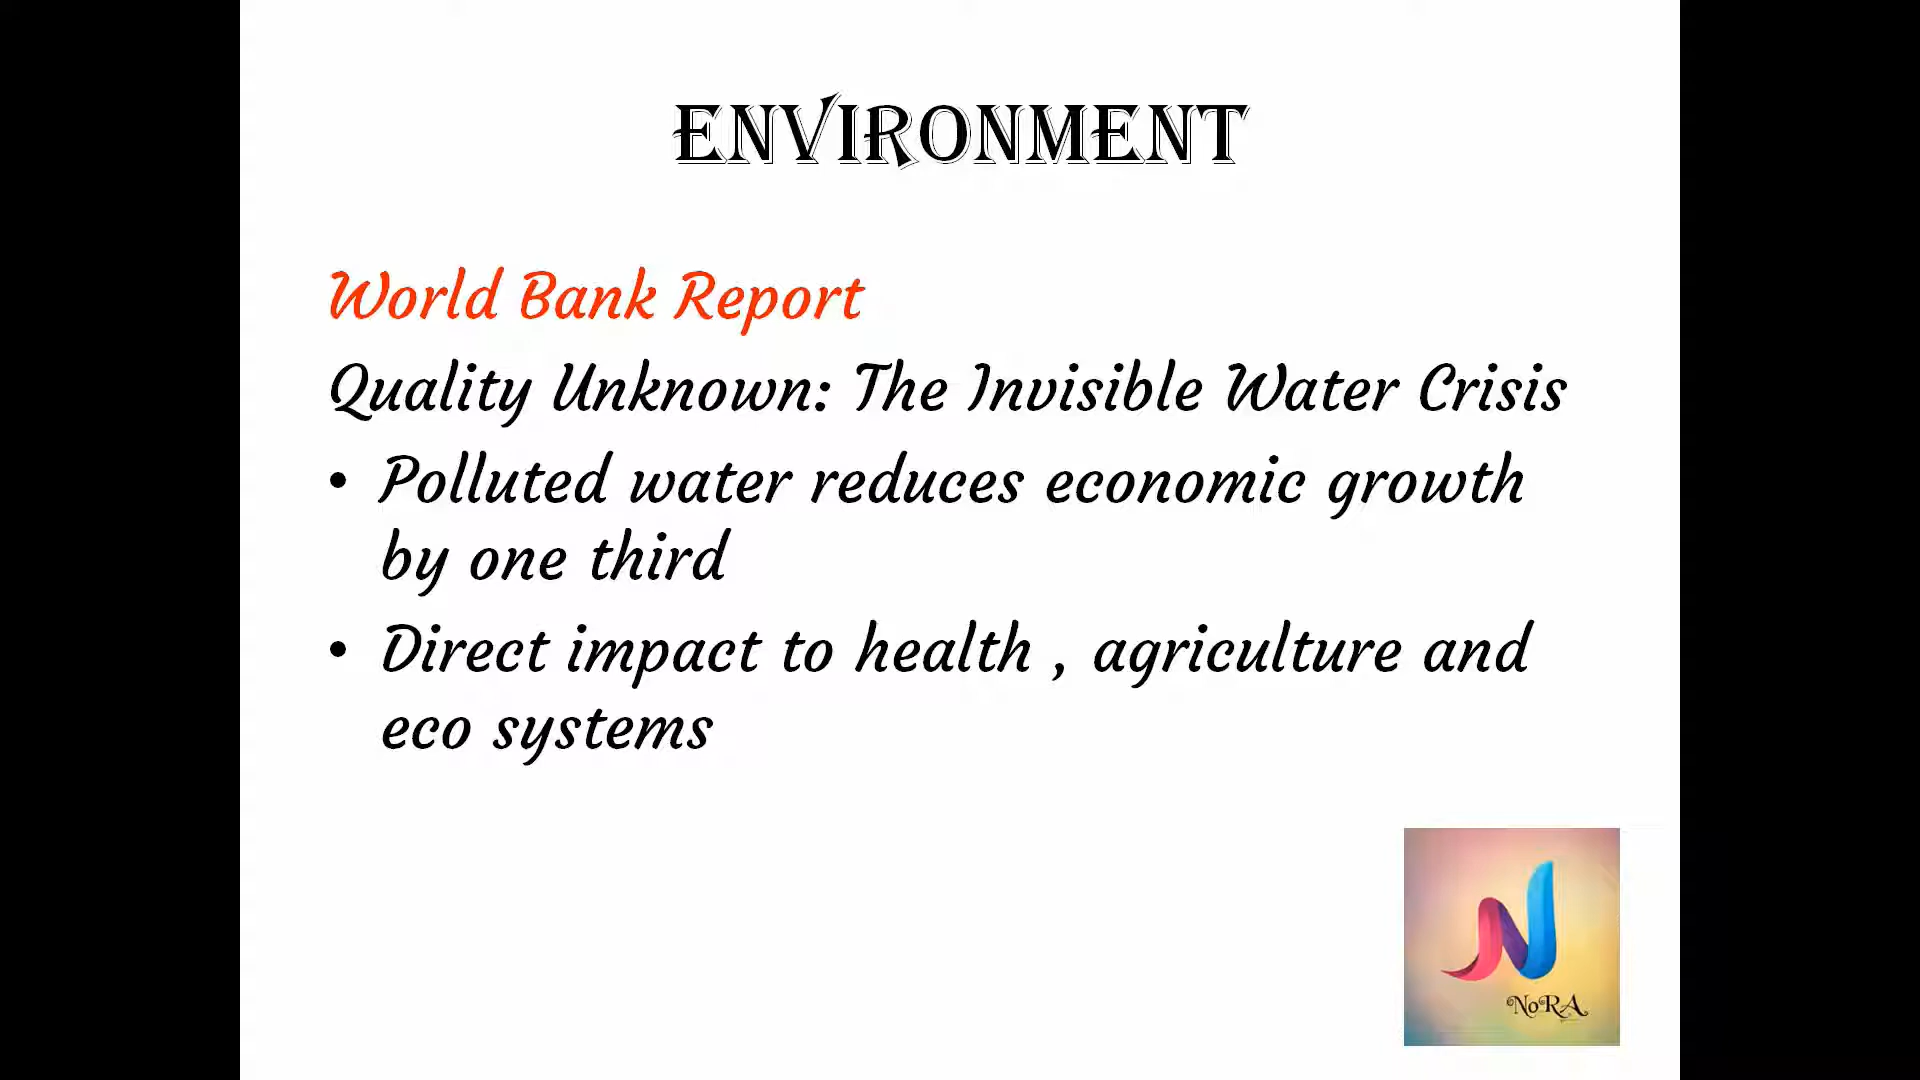 ENVIRONMENT
World Bank Report
Quality Unknown: The Invisible Water Crisis
• Polluted water reduces economic growth
by one third
• Direct impact to health , agriculture and
eco systems
NoRA